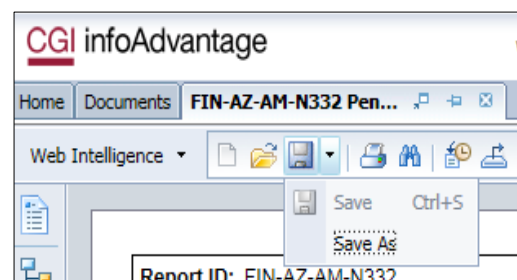 CGI infoAdvantage
Home Documents FIN-AZ-AM-N332 Pen...
Web Intelligence
Save Ctrl+S
Save As
Report ID: FIN-AZ-AM-N332